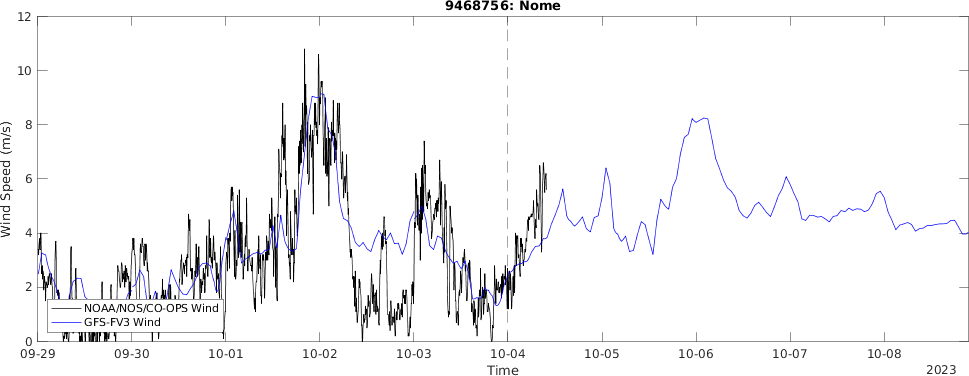 9468756: Nome
Wind Speed (m/s)
12
10
8
6
4
2
0
NOAA/NOS/CO-OPS Wind
GFS-FV3 Wind
09-29 09-30 10-01 10-02 10-03 10-04 10-05 10-06 10-07 10-08
Time
2023